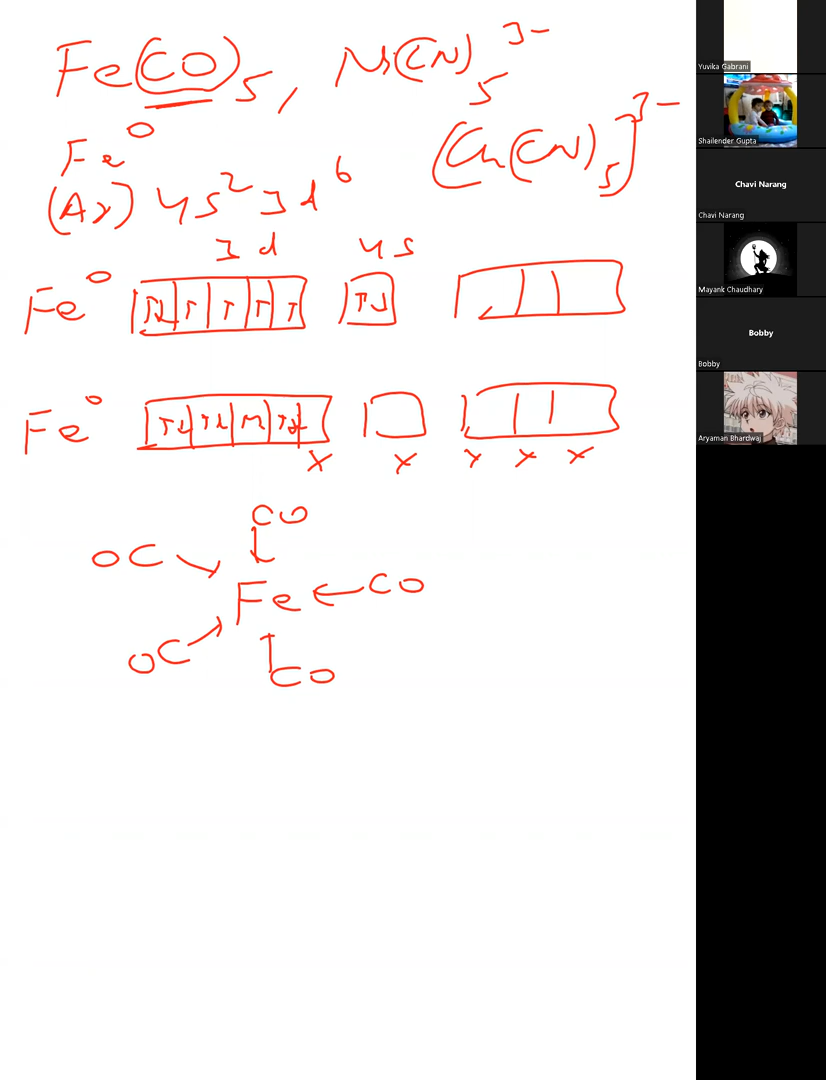 Fe(CO)5, Ni(CN)5 3-
[Cu(CN)5]3-
Fe0
(Ar) 4s2 3d6
3d 4s
Fe0
Fe0
x x x x x
CO
OC
Fe CO
OC
CO
Yuvika Gabrani
Shailender Gupta
Chavi Narang
Chavi Narang
Mayank Chaudhary
Bobby
Bobby
Aryaman Bhardwaj